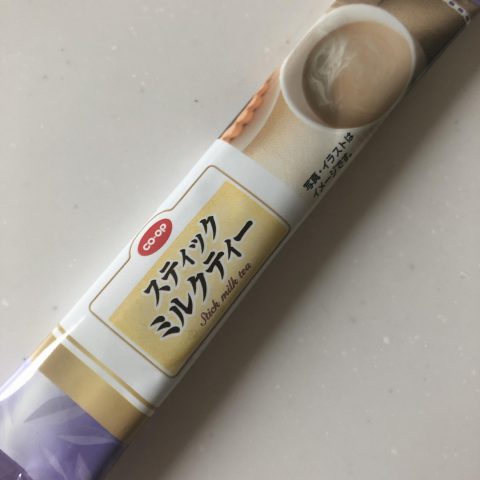 写真・イラストは
イメージです。
CO・OP
スティック
ミルクティー
Stick milk tea